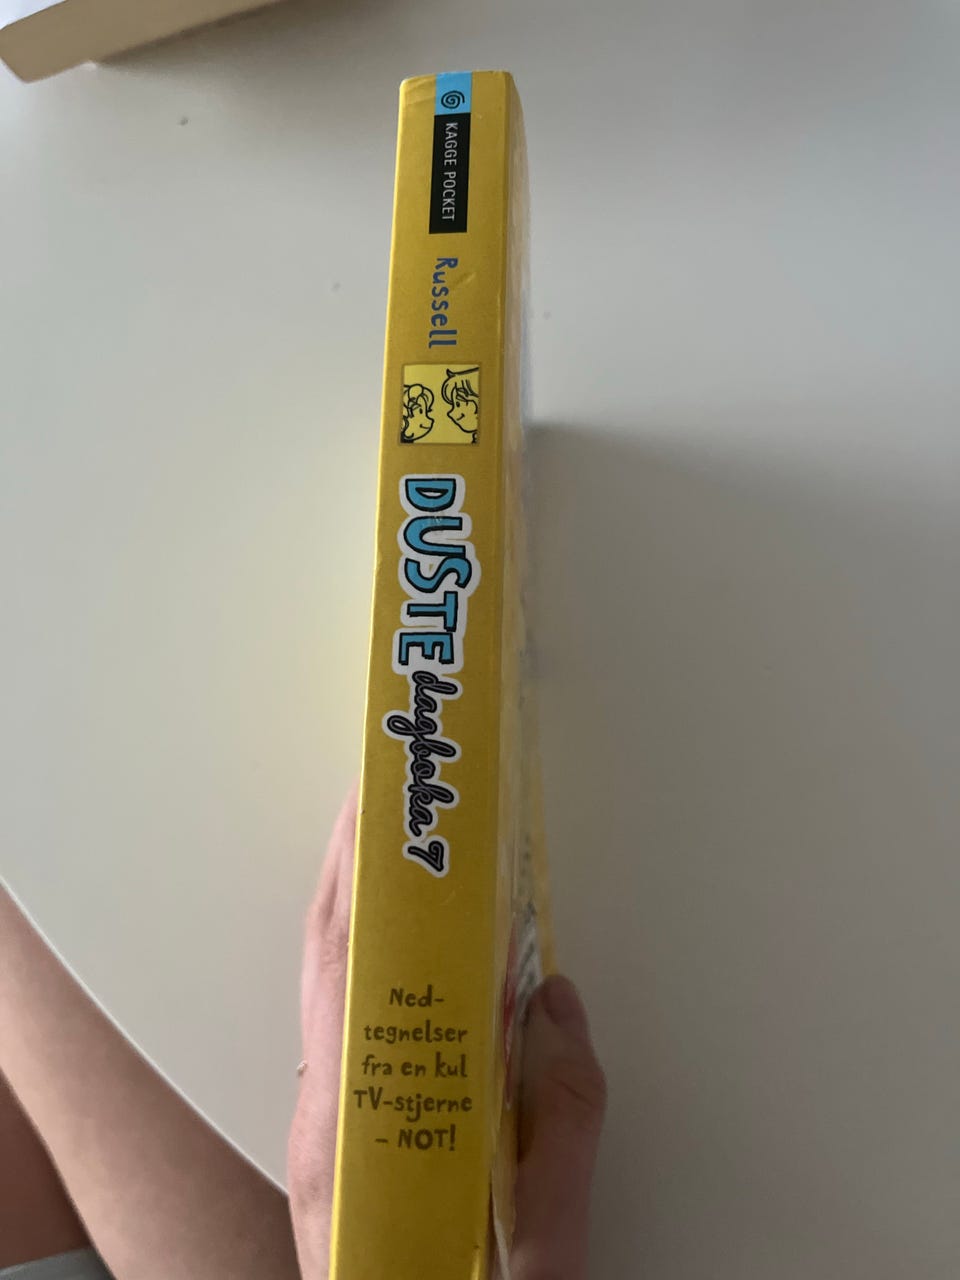 KAGGE POCKET
Russell
DUSTE dagboka 7
Ned-
tegnelser
fra en kul
TV-stjerne
– NOT!